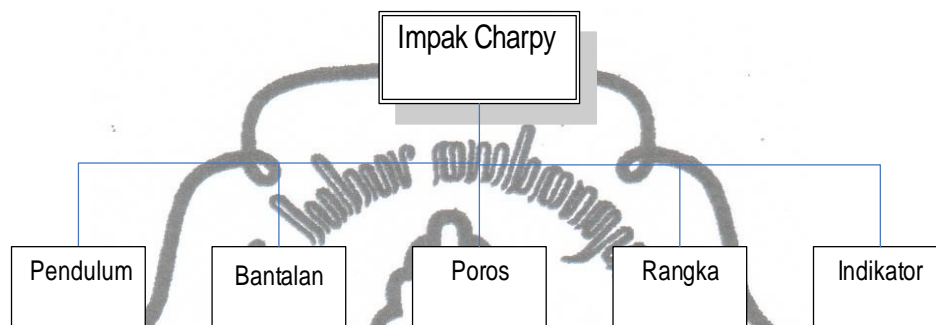 Impak Charpy
Pendulum
Bantalan
Poros
Rangka
Indikator